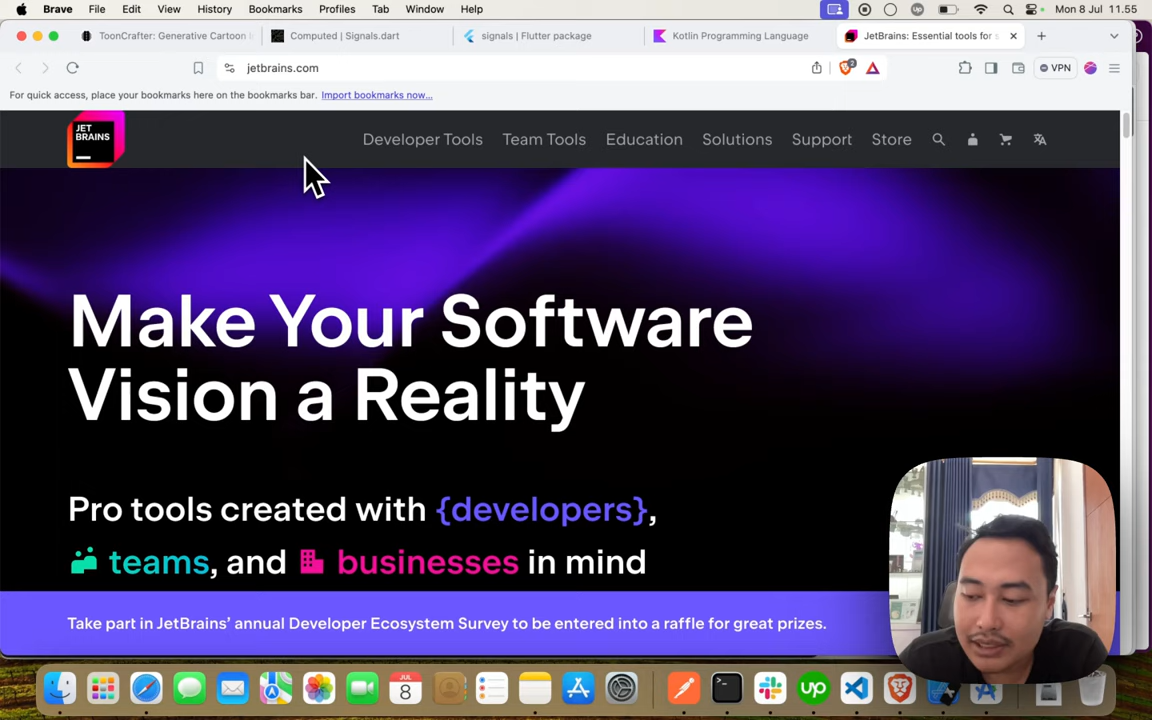 Brave File Edit View History Bookmarks Profiles Tab Window Help Mon 8 Jul 11.55
ToonCrafter: Generative Cartoon I Computed | Signals.dart signals | Flutter package Kotlin Programming Language JetBrains: Essential tools for s
jetbrains.com 2 VPN
For quick access, place your bookmarks here on the bookmarks bar. Import bookmarks now...
JET
BRAINS
Developer Tools Team Tools Education Solutions Support Store
Make Your Software
Vision a Reality
Pro tools created with {developers},
teams, and businesses in mind
Take part in JetBrains’ annual Developer Ecosystem Survey to be entered into a raffle for great prizes.
JUL
8
up